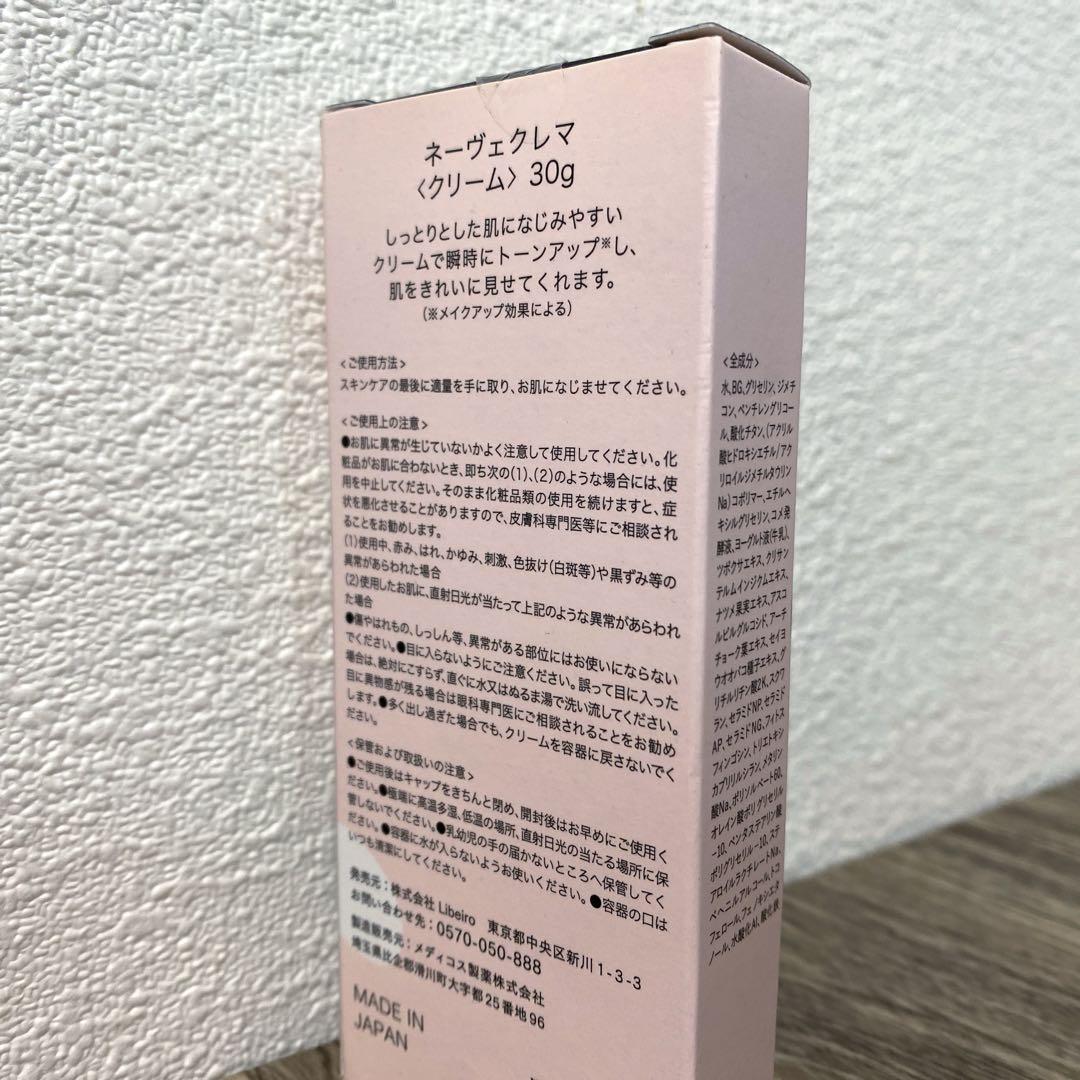 ネーヴェクレマ
〈クリーム〉30g
しっとりとした肌になじみやすい
クリームで瞬時にトーンアップ※し、
肌をきれいに見せてくれます。
(※メイクアップ効果による)
<ご使用方法>
スキンケアの最後に適量を手に取り、お肌になじませてください。
<ご使用上の注意>
●お肌に異常が生じていないかよく注意して使用してください。化
粧品がお肌に合わないとき、即ち次の(1)、(2)のような場合には、使
用を中止してください。そのまま化粧品類の使用を続けますと、症
状を悪化させることがありますので、皮膚科専門医等にご相談され
ることをお勧めします。
(1)使用中、赤み、はれ、かゆみ、刺激、色抜け(白斑等)や黒ずみ等の
異常があらわれた場合
(2)使用したお肌に、直射日光が当たって上記のような異常があらわれ
た場合
●傷やはれもの、しっしん等、異常がある部位にはお使いにならない
でください。●目に入らないようにご注意ください。誤って目に入った
場合は、絶対にこすらず、直ぐに水又はぬるま湯で洗い流してください。
目に異物感が残る場合は眼科専門医にご相談されることをお勧め
します。●多く出し過ぎた場合でも、クリームを容器に戻さないでく
ださい。
<保管および取扱いの注意>
●ご使用後はキャップをきちんと閉め、開封後はお早めにご使用く
ださい。●極端に高温多湿、低温の場所、直射日光の当たる場所に保
管しないでください。●乳幼児の手の届かないところへ保管してく
ださい。●容器に水が入らないようお使いください。●容器の口は
いつも清潔にしてください。
発売元:株式会社 Libeiro 東京都中央区新川1-3-3
お問い合わせ先:0570-050-888
製造販売元:メディコス製薬株式会社
埼玉県比企郡滑川町大字都25番地96
MADE IN
JAPAN
<全成分>
水、BG、グリセリン、ジメチ
コン、ペンチレングリコー
ル、酸化チタン、(アクリル
酸ヒドロキシエチル/アク
リロイルジメチルタウリン
Na)コポリマー、エチルヘ
キシルグリセリン、コメ発
酵液、ヨーグルト液(牛乳)、
ツボクサエキス、クリサン
テルムインジクムエキス、
ナツメ果実エキス、アスコ
ルビルグルコシド、アーチ
チョーク葉エキス、セイヨ
ウオオバコ種子エキス、グ
リチルリチン酸2K、スクワ
ラン、セラミドNP、セラミド
AP、セラミドNG、フィトス
フィンゴシン、トリエトキシ
カプリリルシラン、メタリン
酸Na、ポリソルベート60、
オレイン酸ポリグリセリル
-10、ペンタステアリン酸
ポリグリセリル-10、ステ
アロイルラクチレートNa、
ベヘニルアルコール、トコ
フェロール、フェノキシエタ
ノール、水酸化Al、酸化鉄